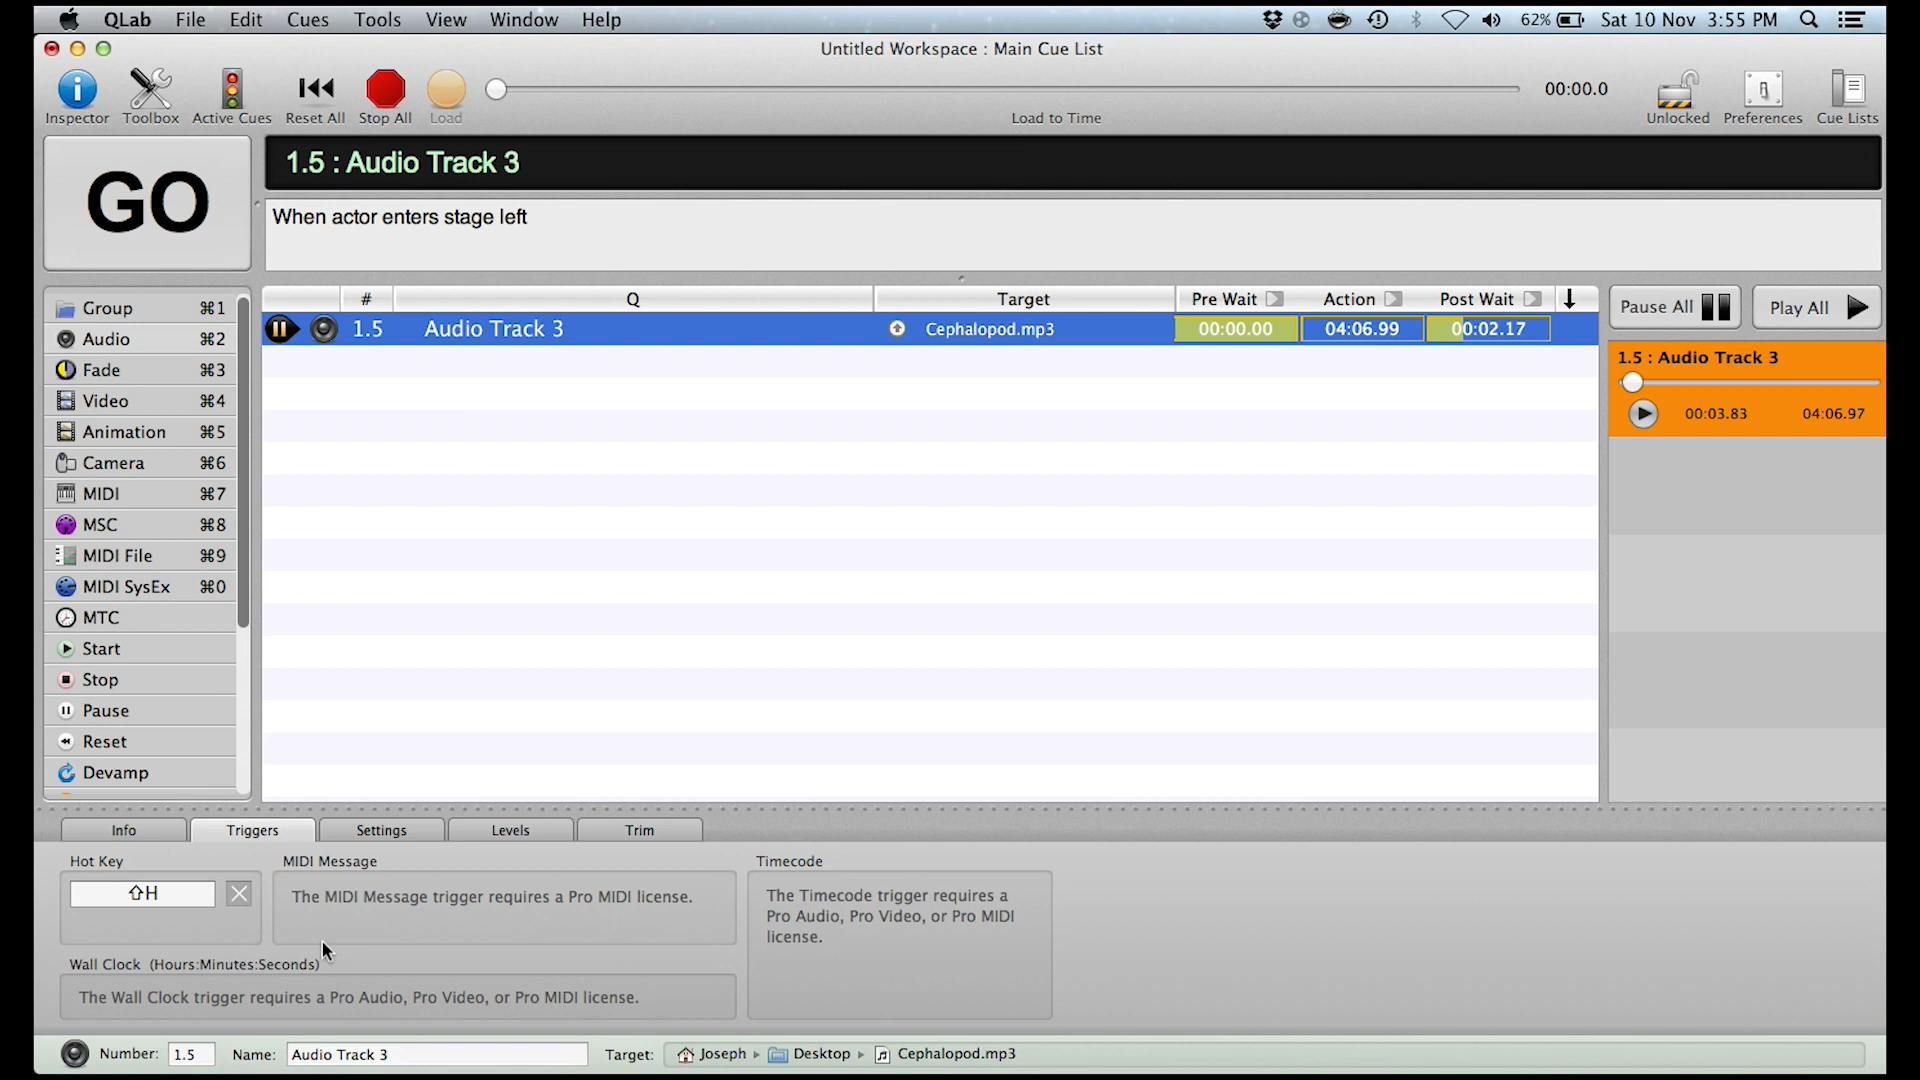 QLab File Edit Cues Tools View Window Help 62% Sat 10 Nov 3:55 PM
Untitled Workspace : Main Cue List
00:00.0
Inspector Toolbox Active Cues Reset All Stop All Load Load to Time Unlocked Preferences Cue Lists
GO
1.5 : Audio Track 3
When actor enters stage left
# Q Target Pre Wait Action Post Wait
1.5 Audio Track 3 Cephalopod.mp3 00:00.00 04:06.99 00:02.17
Group ⌘1
Audio ⌘2
Fade ⌘3
Video ⌘4
Animation ⌘5
Camera ⌘6
MIDI ⌘7
MSC ⌘8
MIDI File ⌘9
MIDI SysEx ⌘0
MTC
Start
Stop
Pause
Reset
Devamp
Pause All Play All
1.5 : Audio Track 3
00:03.83 04:06.97
Info Triggers Settings Levels Trim
Hot Key
⇧H
MIDI Message
The MIDI Message trigger requires a Pro MIDI license.
Timecode
The Timecode trigger requires a
Pro Audio, Pro Video, or Pro MIDI
license.
Wall Clock (Hours:Minutes:Seconds)
The Wall Clock trigger requires a Pro Audio, Pro Video, or Pro MIDI license.
Number: 1.5 Name: Audio Track 3 Target: Joseph ▸ Desktop ▸ Cephalopod.mp3